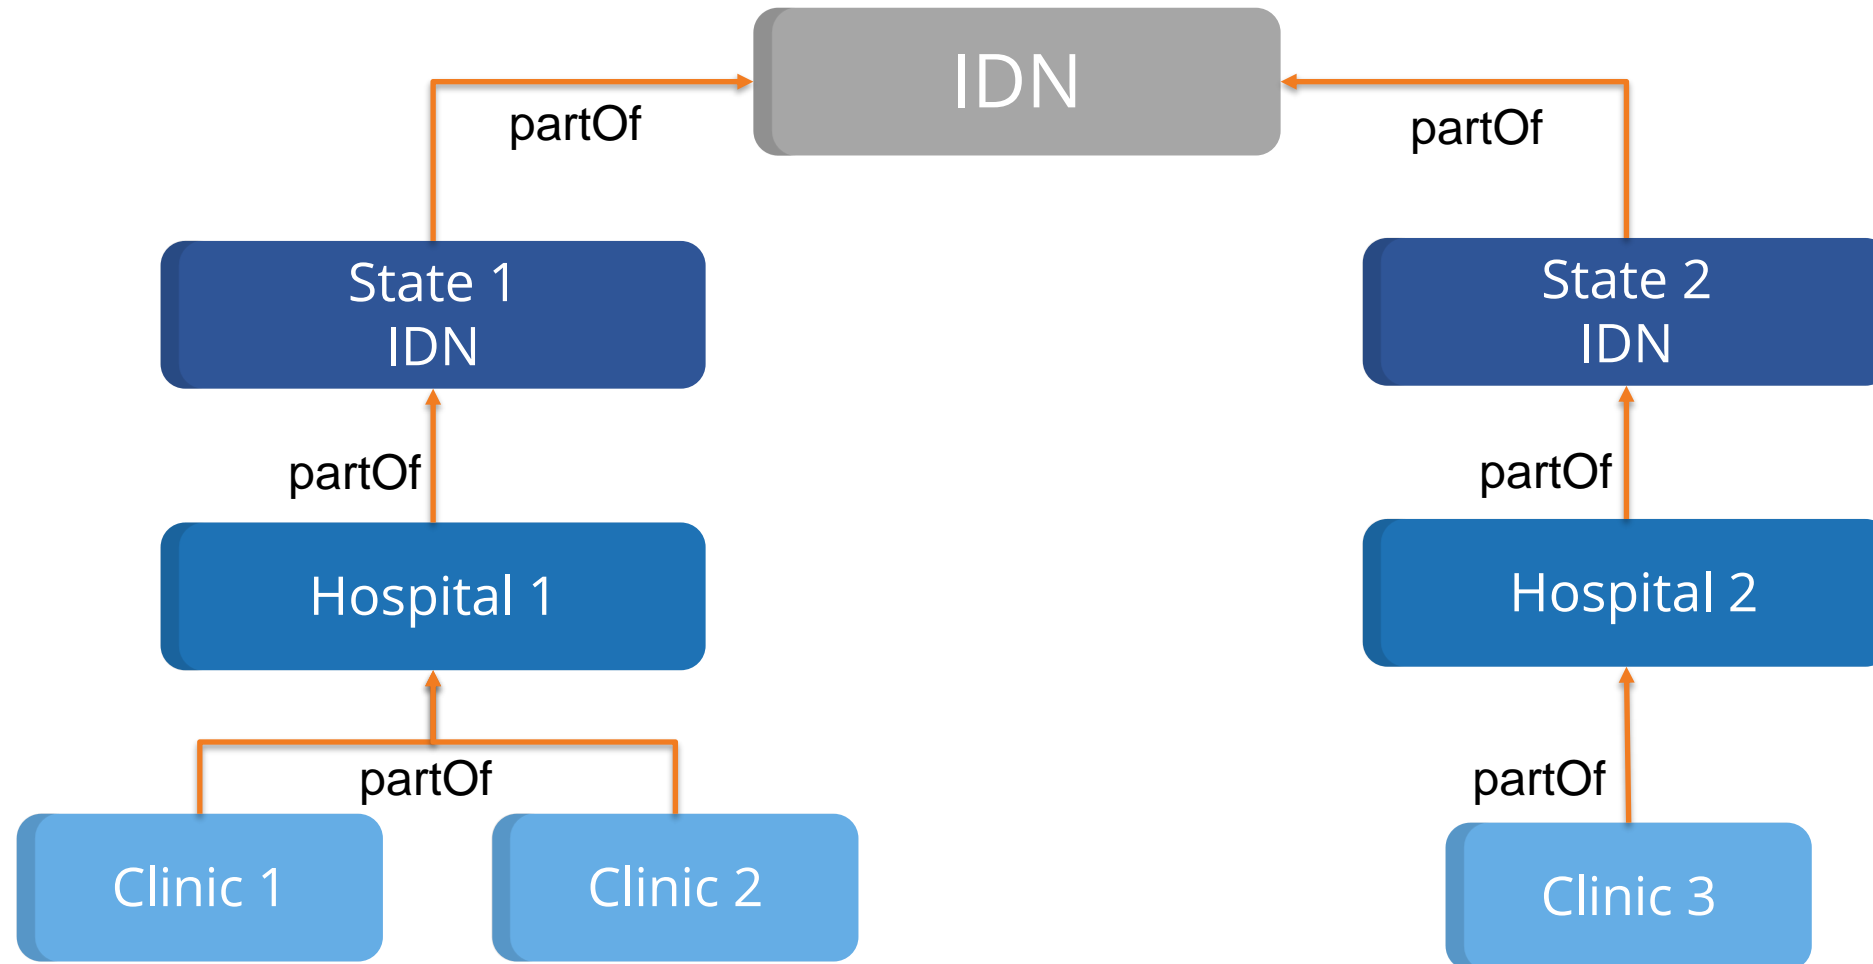 IDN
partOf
partOf
State 1
IDN
State 2
IDN
partOf
partOf
Hospital 1
Hospital 2
partOf
partOf
Clinic 1
Clinic 2
Clinic 3